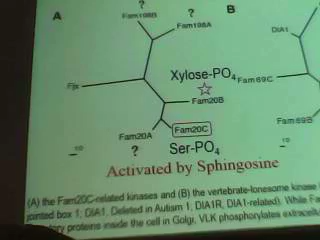 A
B
?
?
Fam198B
Fam198A
DIA1
Fjx
Xylose-PO4
Fam69C
Fam20B
Fam20A
Fam20C
Fam69B
?
Ser-PO4
10
10
Activated by Sphingosine
(A) the Fam20C-related kinases and (B) the vertebrate-lonesome kinase
jointed box 1; DIA1, Deleted in Autism 1; DIA1R, DIA1-related). While
proteins inside the cell in Golgi, VLK phosphorylates